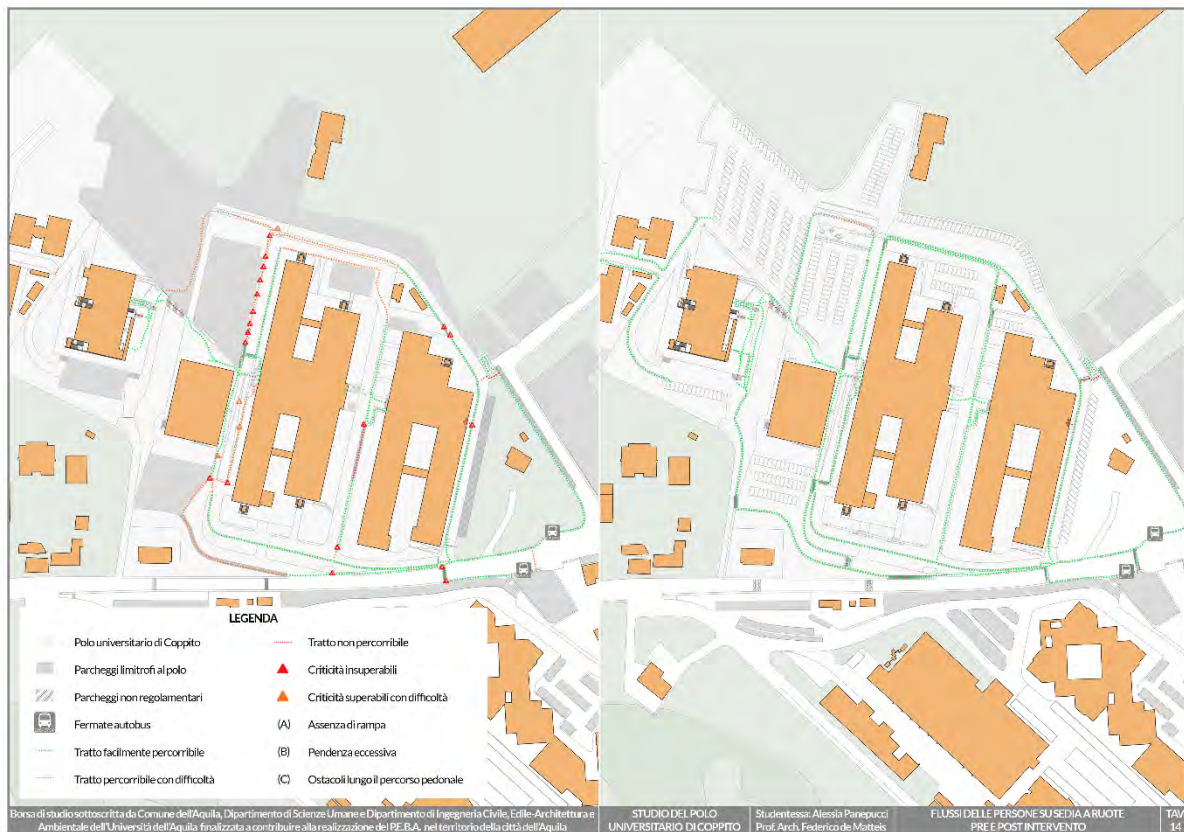 LEGENDA
Polo universitario di Coppito
Parcheggi limitrofi al polo
Parcheggi non regolamentari
Fermate autobus
Tratto facilmente percorribile
Tratto percorribile con difficoltà
Tratto non percorribile
Criticità insuperabili
Criticità superabili con difficoltà
(A) Assenza di rampa
(B) Pendenza eccessiva
(C) Ostacoli lungo il percorso pedonale
Borsa di studio sottoscritta da Comune dell'Aquila, Dipartimento di Scienze Umane e Dipartimento di Ingegneria Civile, Edile-Architettura e
Ambientale dell'Università dell'Aquila finalizzata a contribuire alla realizzazione del P.E.B.A. nel territorio della città dell'Aquila
STUDIO DEL POLO
UNIVERSITARIO DI COPPITO
Studentessa: Alessia Panepucci
Prof. Arch. Federico de Matteis
FLUSSI DELLE PERSONE SU SEDIA A RUOTE
PRE E POST INTERVENTO
TAV
14